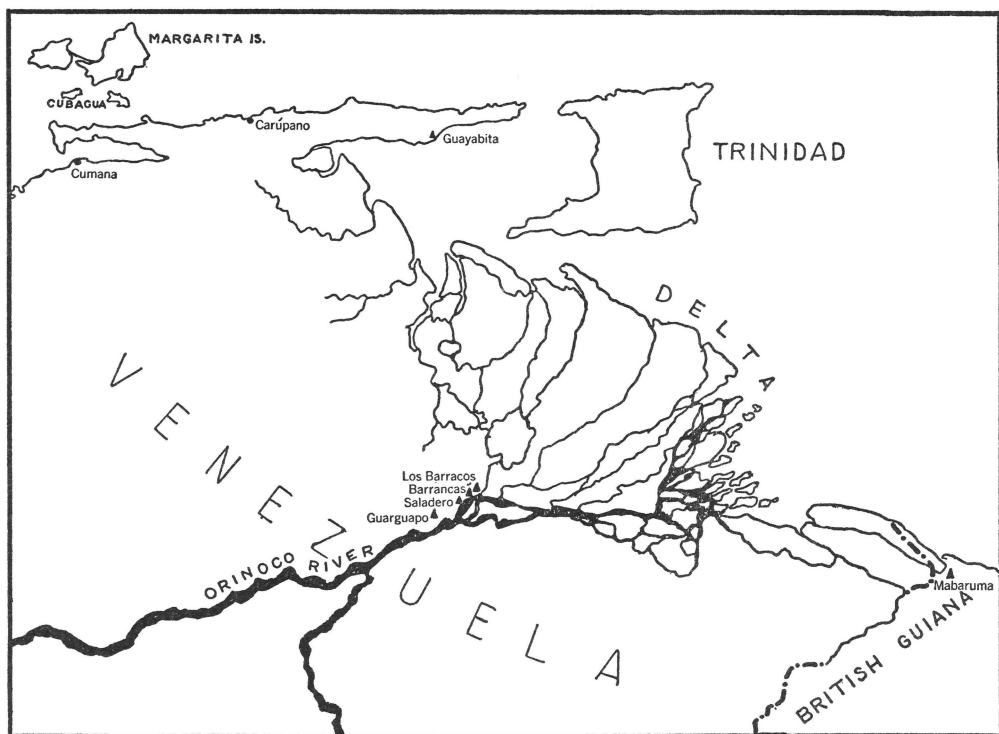 MARGARITA IS.
CUBAGUA
Carúpano
Guayabita
Cumana
TRINIDAD
DELTA
VENEZUELA
Los Barracos
Barrancas
Saladero
Guarguapo
ORINOCO RIVER
Mabaruma
BRITISH GUIANA